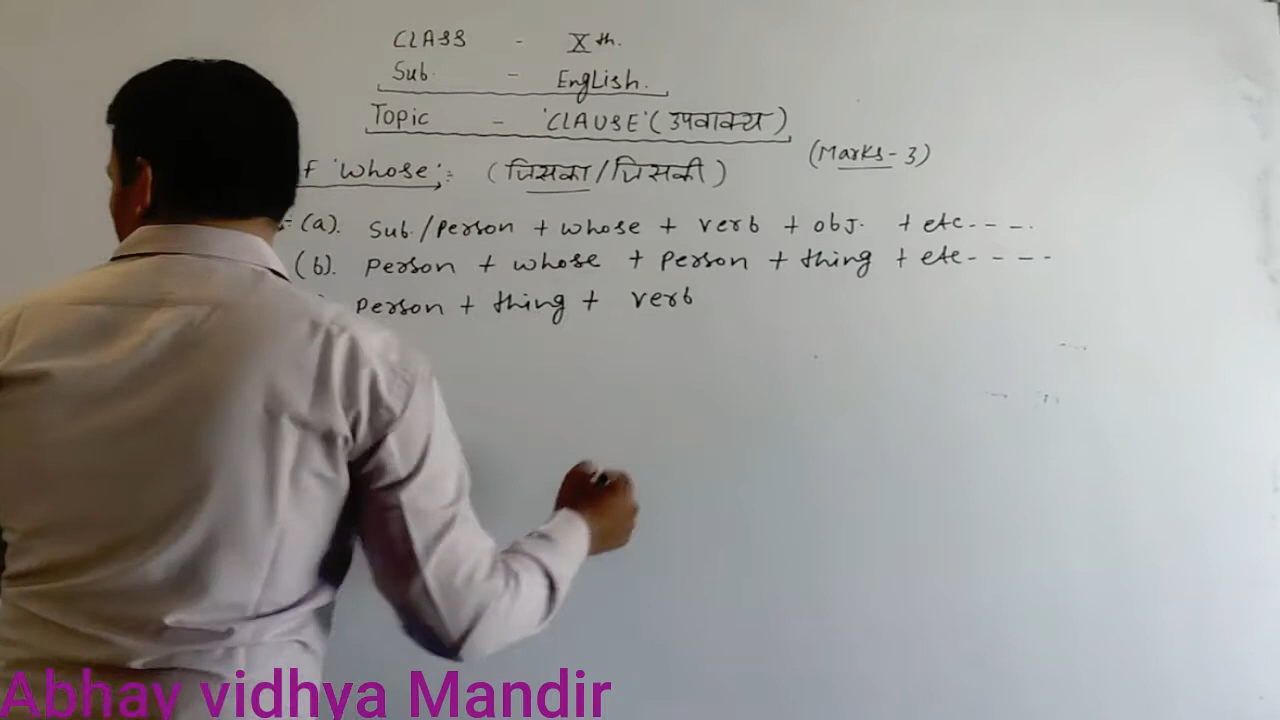 CLASS - Xth.
Sub. - English.
Topic - 'CLAUSE' (उपवाक्य)
(Marks - 3)
'Whose' :- (जिसका/जिसकी)
(a). Sub./Person + whose + verb + obj. + etc----.
(b). Person + whose + person + thing + etc-----
Person + thing + verb
Abhay vidhya Mandir